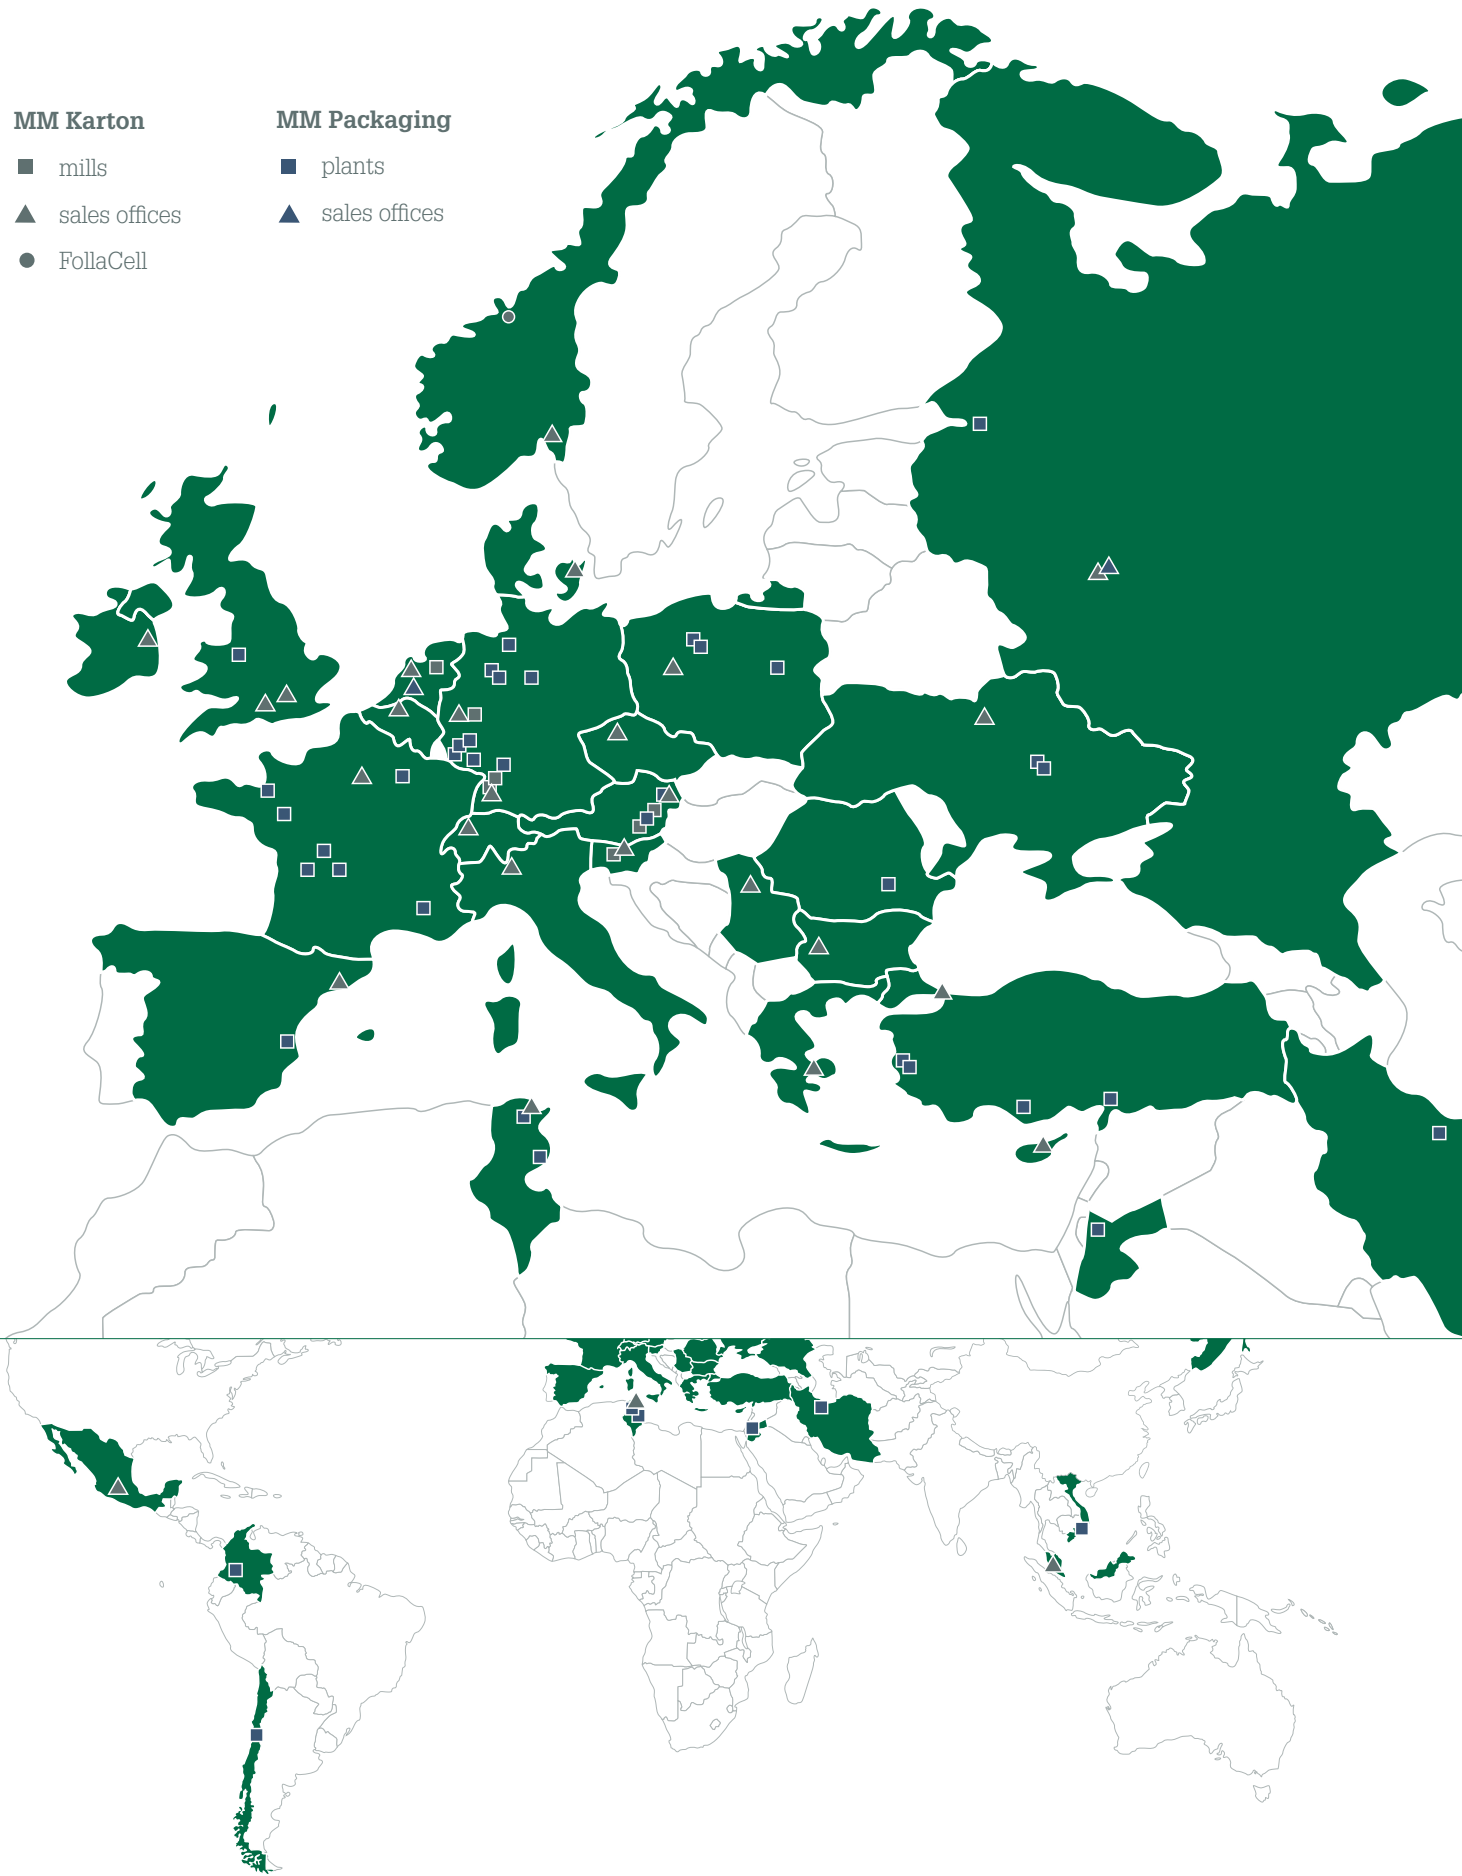 MM Karton
mills
sales offices
FollaCell
MM Packaging
plants
sales offices